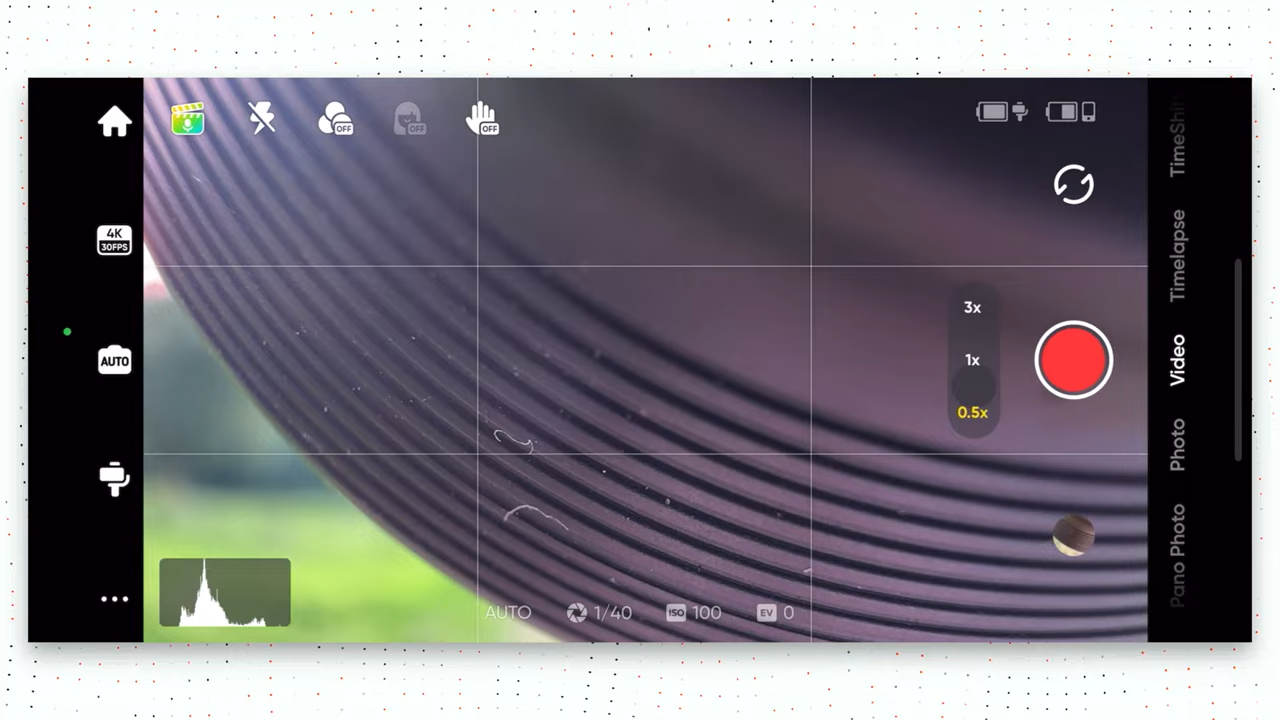 OFF
OFF
OFF
4K
30FPS
AUTO
3x
1x
0.5x
AUTO
1/40
ISO
100
EV
0
TimeShift
Timelapse
Video
Photo
Pano Photo